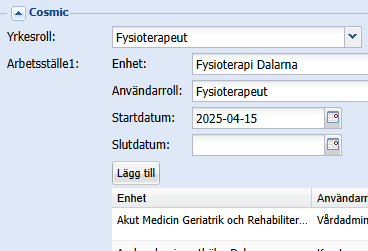 Cosmic
Yrkesroll: Fysioterapeut
Arbetsställe1: Enhet: Fysioterapi Dalarna
Användarroll: Fysioterapeut
Startdatum: 2025-04-15
Slutdatum:
Lägg till
Enhet Användarr
Akut Medicin Geriatrik och Rehabiliter... Vårdadmin